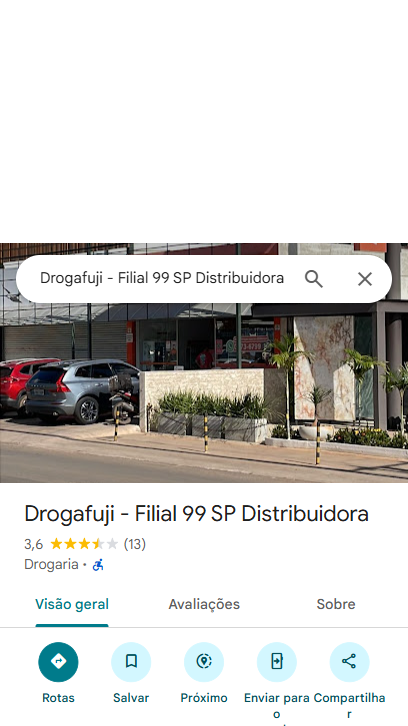 Drogafuji - Filial 99 SP Distribuidora
Drogafuji - Filial 99 SP Distribuidora
3,6 (13)
Drogaria ·
Visão geral
Avaliações
Sobre
Rotas
Salvar
Próximo
Enviar para
o
Compartilha
r